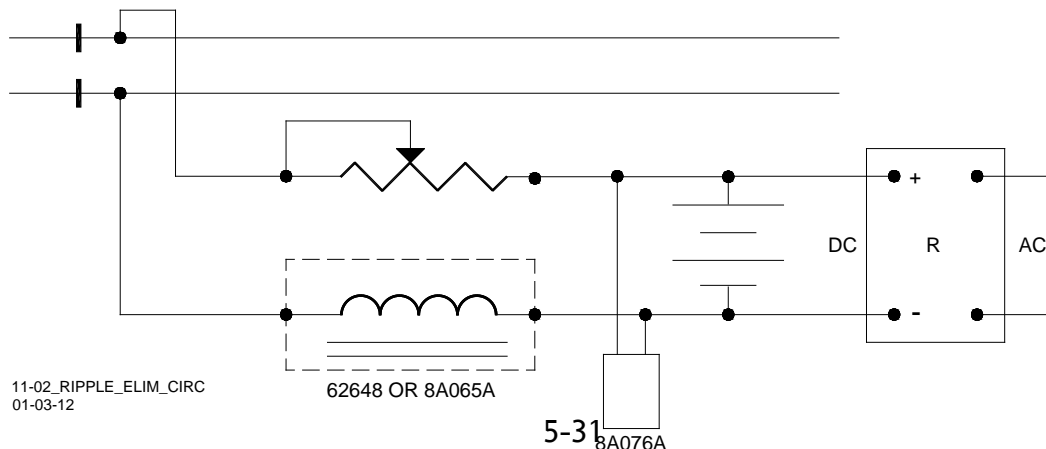 +
DC
R
AC
-
11-02_RIPPLE_ELIM_CIRC
01-03-12
62648 OR 8A065A
5-31
8A076A